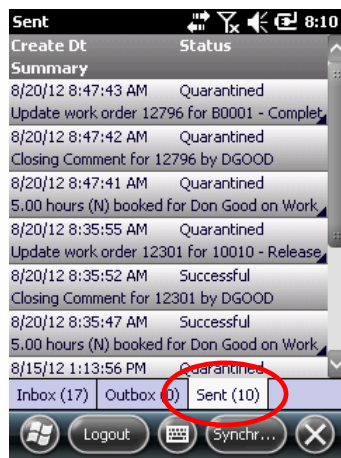 Sent 8:10
Create Dt Status
Summary
8/20/12 8:47:43 AM Quarantined
Update work order 12796 for B0001 - Complet
8/20/12 8:47:42 AM Quarantined
Closing Comment for 12796 by DGOOD
8/20/12 8:47:41 AM Quarantined
5.00 hours (N) booked for Don Good on Work
8/20/12 8:35:55 AM Quarantined
Update work order 12301 for 10010 - Release
8/20/12 8:35:52 AM Successful
Closing Comment for 12301 by DGOOD
8/20/12 8:35:47 AM Successful
5.00 hours (N) booked for Don Good on Work
8/15/12 1:13:56 PM Quarantined
Inbox (17) Outbox (0) Sent (10)
Logout Synchr...